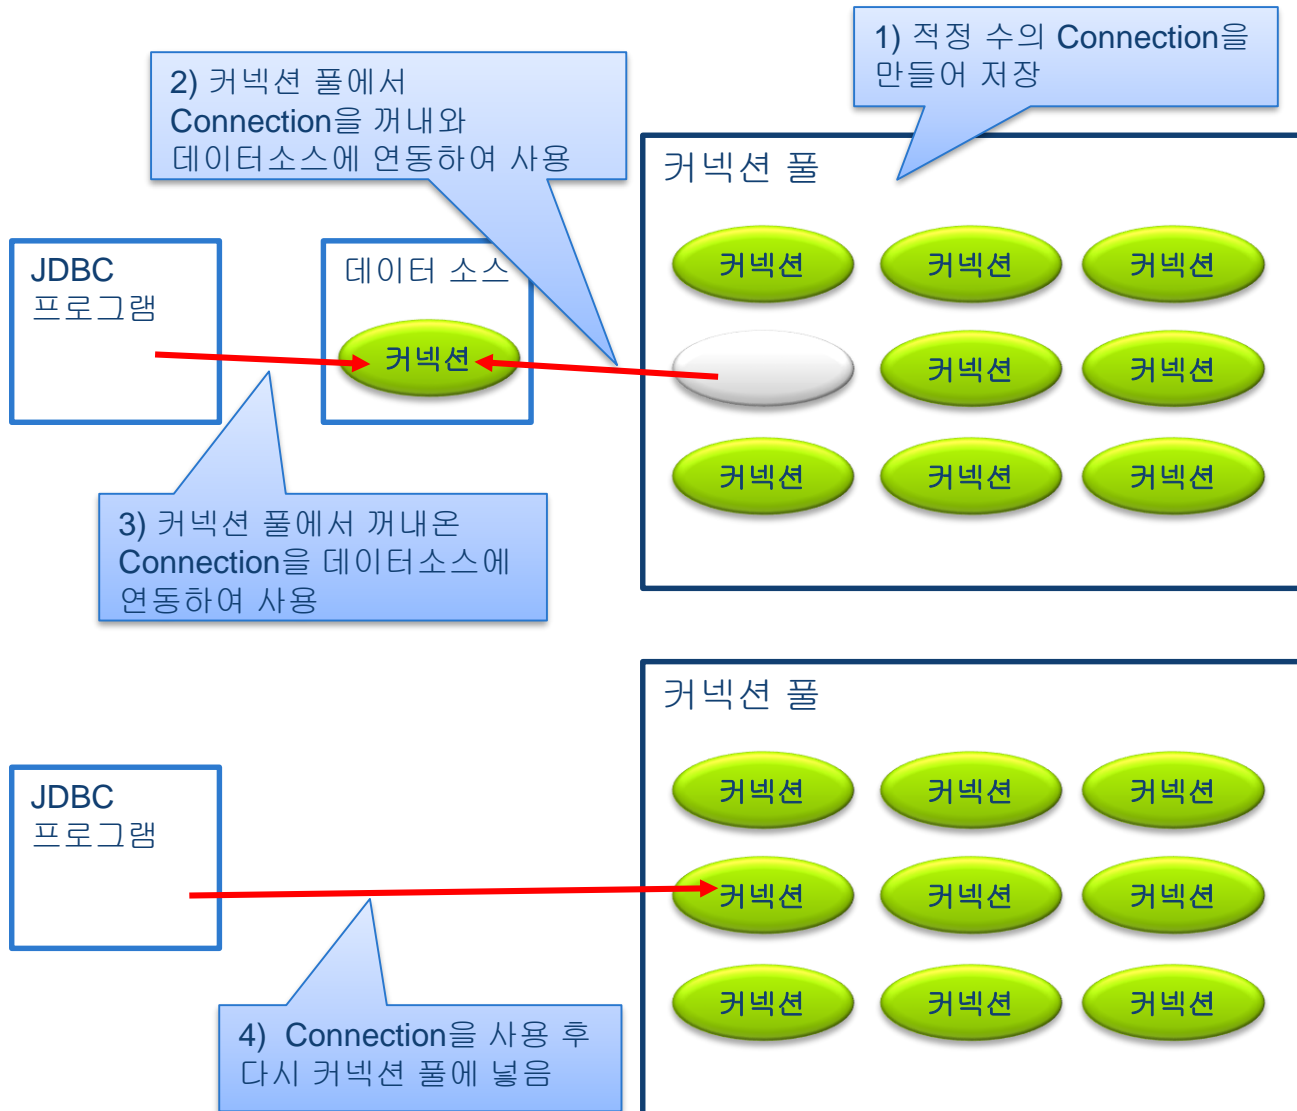 1) 적정 수의 Connection을
만들어 저장
2) 커넥션 풀에서
Connection을 꺼내와
데이터소스에 연동하여 사용
커넥션 풀
JDBC
프로그램
데이터 소스
커넥션
커넥션 커넥션 커넥션
커넥션 커넥션
커넥션 커넥션 커넥션
3) 커넥션 풀에서 꺼내온
Connection을 데이터소스에
연동하여 사용
커넥션 풀
JDBC
프로그램
커넥션 커넥션 커넥션
커넥션 커넥션 커넥션
커넥션 커넥션 커넥션
4) Connection을 사용 후
다시 커넥션 풀에 넣음